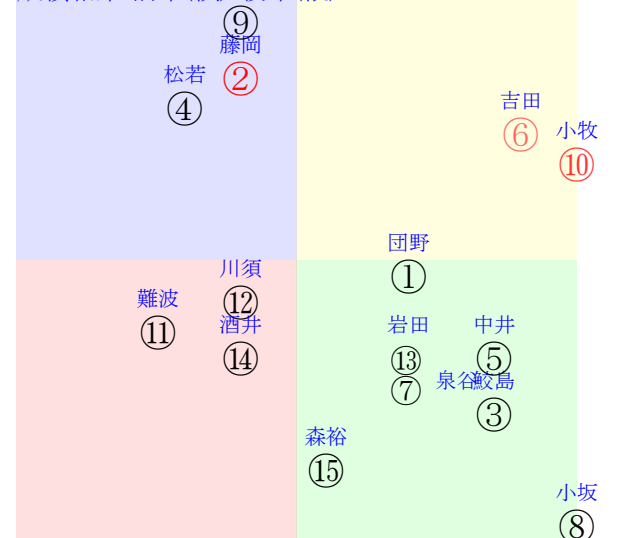 ⑨
藤岡
②
松若
④
吉田
⑥
小牧
⑩
団野
①
川須
⑫
難波
⑪
酒井
⑭
岩田
⑬
⑦
中井
⑤
泉谷
鮫島
③
森裕
⑮
小坂
⑧